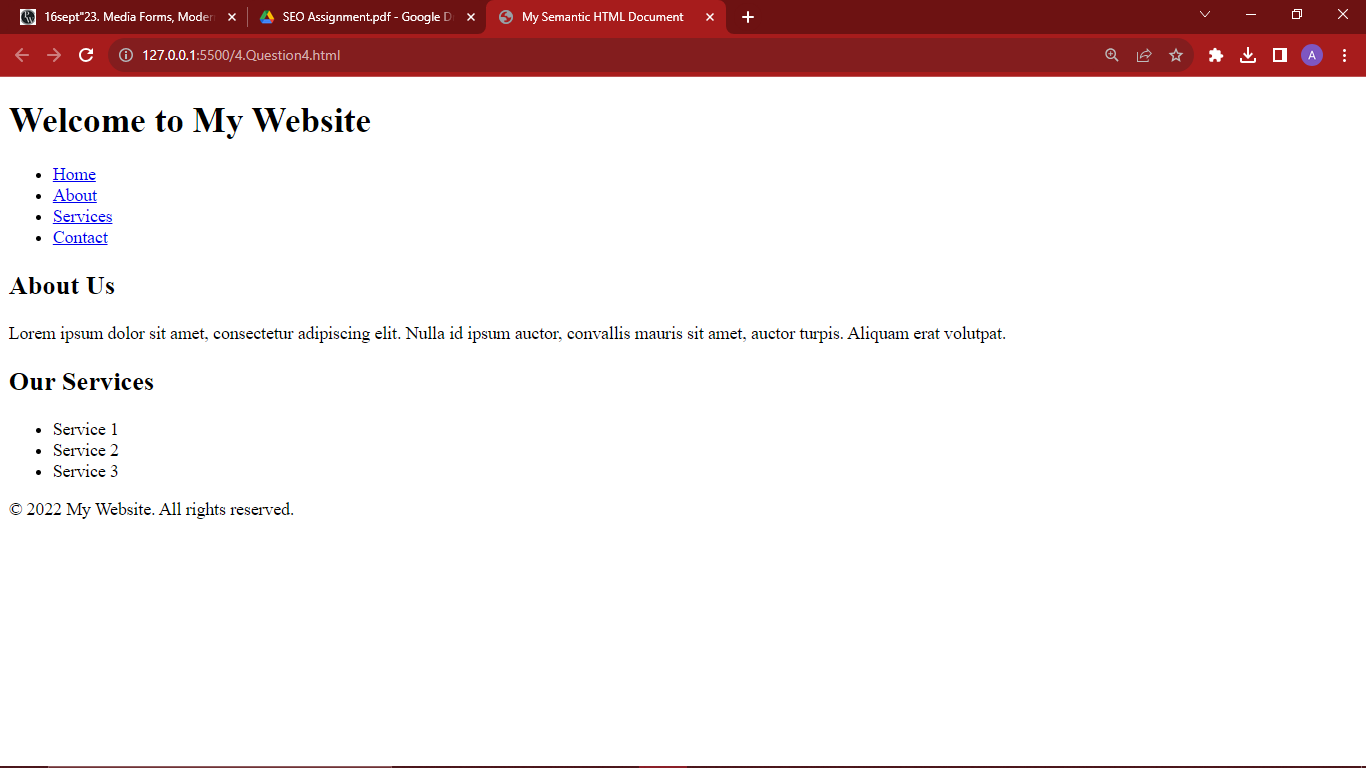 16sept"23. Media Forms, Moder
SEO Assignment.pdf - Google D
My Semantic HTML Document
127.0.0.1:5500/4.Question4.html
A
Welcome to My Website
Home
About
Services
Contact
About Us
Lorem ipsum dolor sit amet, consectetur adipiscing elit. Nulla id ipsum auctor, convallis mauris sit amet, auctor turpis. Aliquam erat volutpat.
Our Services
Service 1
Service 2
Service 3
© 2022 My Website. All rights reserved.